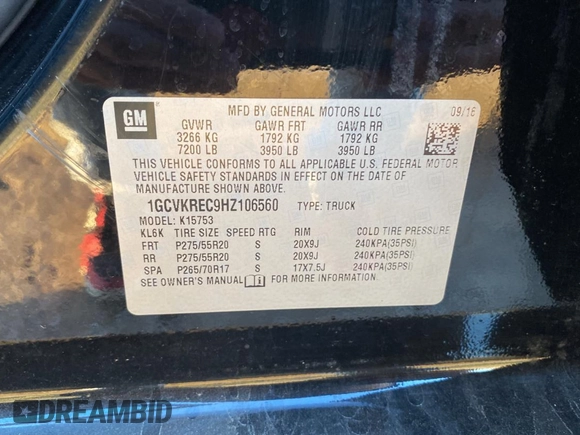 GM
MFD BY GENERAL MOTORS LLC 09/16
GVWR GAWR FRT GAWR RR
3266 KG 1792 KG 1792 KG
7200 LB 3950 LB 3950 LB
THIS VEHICLE CONFORMS TO ALL APPLICABLE U.S. FEDERAL MOTOR
VEHICLE SAFETY STANDARDS IN EFFECT ON THE DATE OF
MANUFACTURE SHOWN ABOVE.
1GCVKREC9HZ106560 TYPE: TRUCK
MODEL: K15753
KL6K TIRE SIZE SPEED RTG RIM COLD TIRE PRESSURE
FRT P275/55R20 S 20X9J 240KPA(35PSI)
RR P275/55R20 S 20X9J 240KPA(35PSI)
SPA P265/70R17 S 17X7.5J 240KPA(35PSI)
SEE OWNER'S MANUAL FOR MORE INFORMATION.
DREAMBID